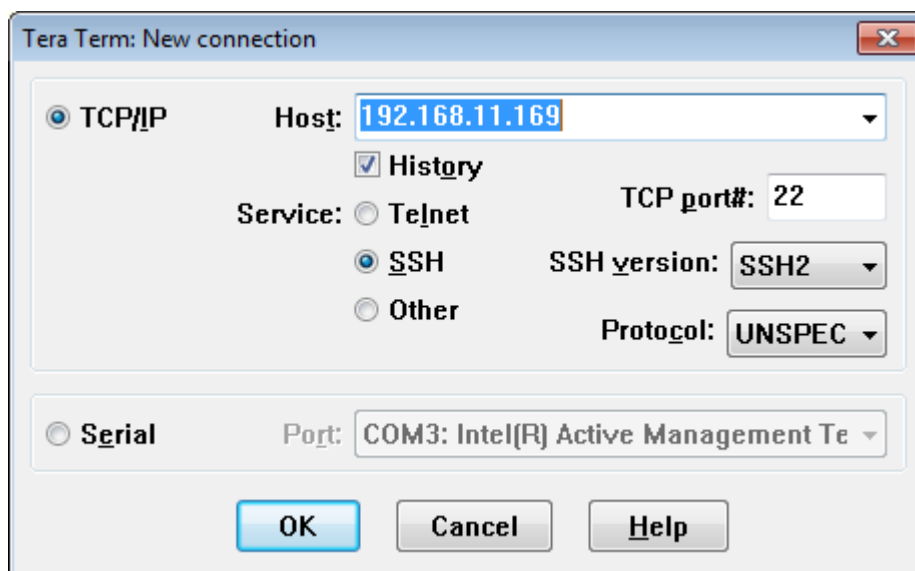 Tera Term: New connection
TCP/IP Host: 192.168.11.169
History
Service: Telnet TCP port#: 22
SSH SSH version: SSH2
Other Protocol: UNSPEC
Serial Port: COM3: Intel(R) Active Management Te
OK Cancel Help